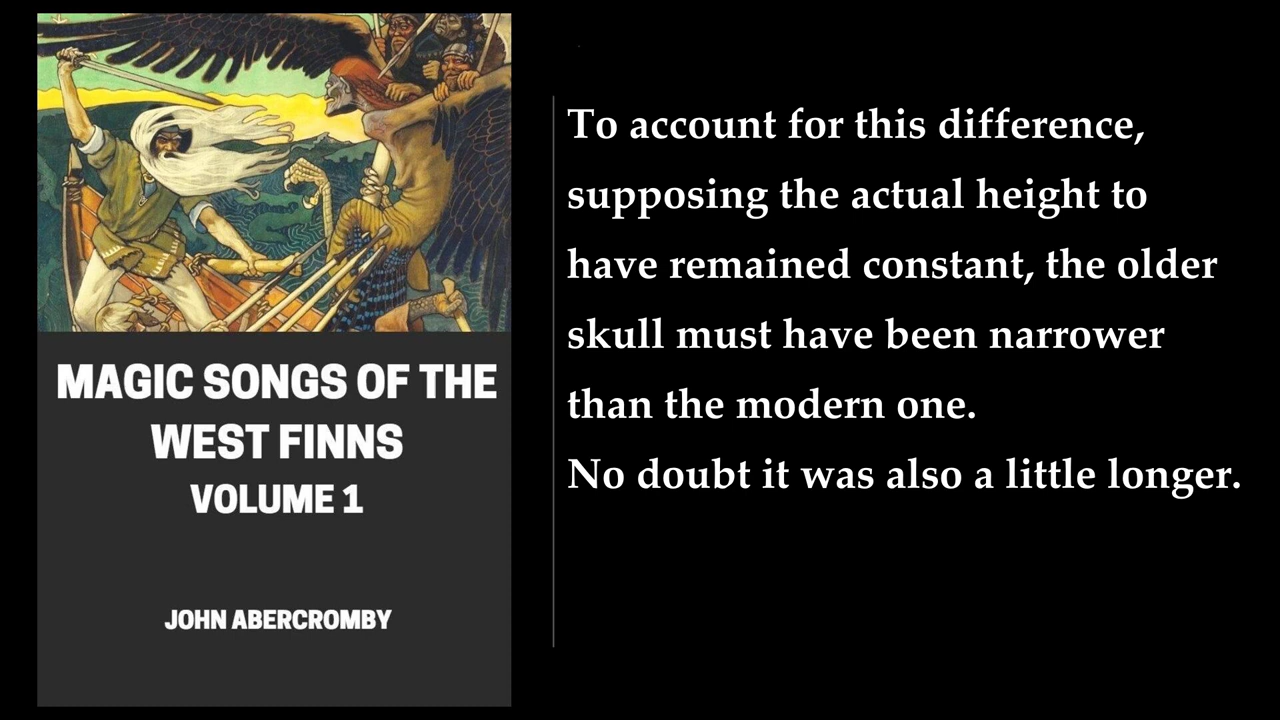 MAGIC SONGS OF THE
WEST FINNS
VOLUME 1
JOHN ABERCROMBY
To account for this difference,
supposing the actual height to
have remained constant, the older
skull must have been narrower
than the modern one.
No doubt it was also a little longer.